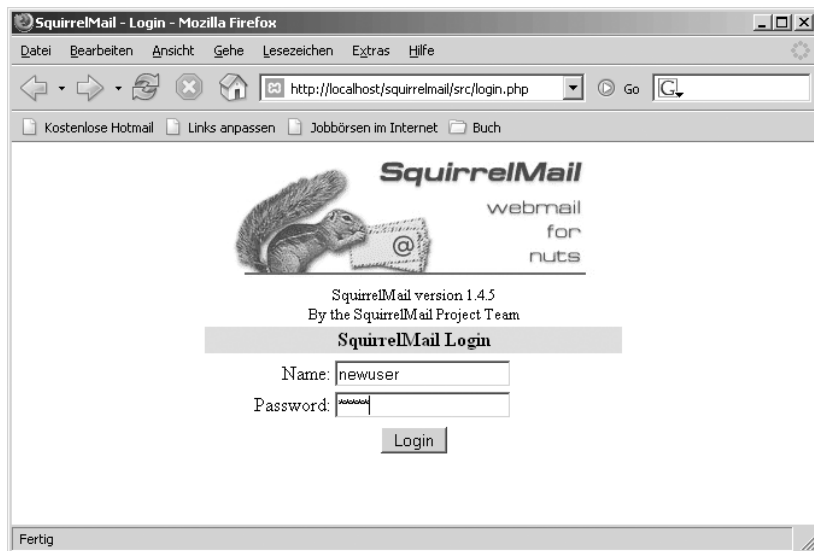 SquirrelMail - Login - Mozilla Firefox
Datei Bearbeiten Ansicht Gehe Lesezeichen Extras Hilfe
http://localhost/squirrelmail/src/login.php Go G
Kostenlose Hotmail Links anpassen Jobbörsen im Internet Buch
SquirrelMail
webmail
for
nuts
@
SquirrelMail version 1.4.5
By the SquirrelMail Project Team
SquirrelMail Login
Name: newuser
Password: *****
Login
Fertig